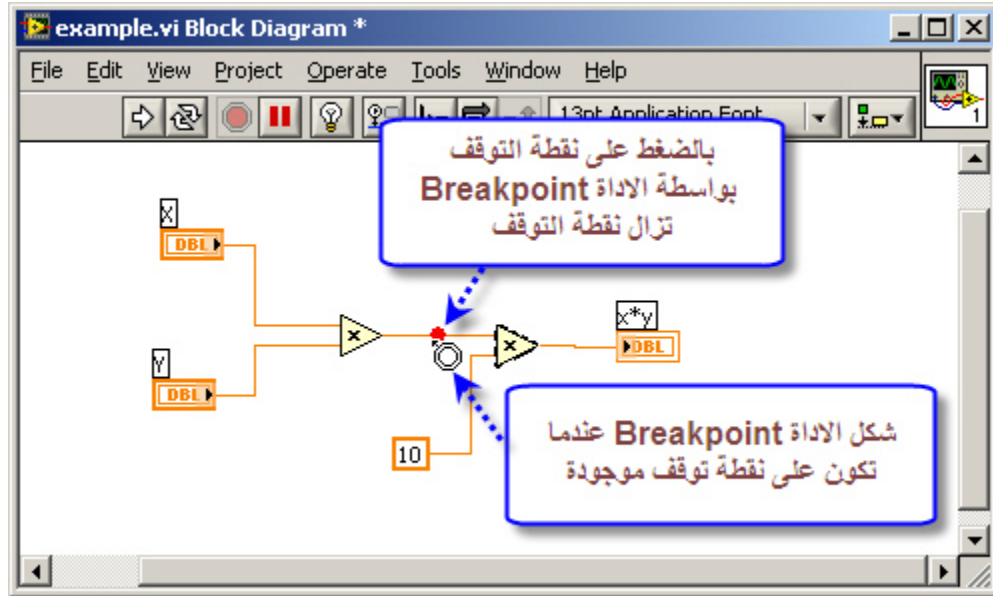 example.vi Block Diagram *
File Edit View Project Operate Tools Window Help
13pt Application Font
1
بالضغط على نقطة التوقف
بواسطة الاداة Breakpoint
تزال نقطة التوقف
X
DBL
x*y
DBL
Y
DBL
10
شكل الاداة Breakpoint عندما
تكون على نقطة توقف موجودة